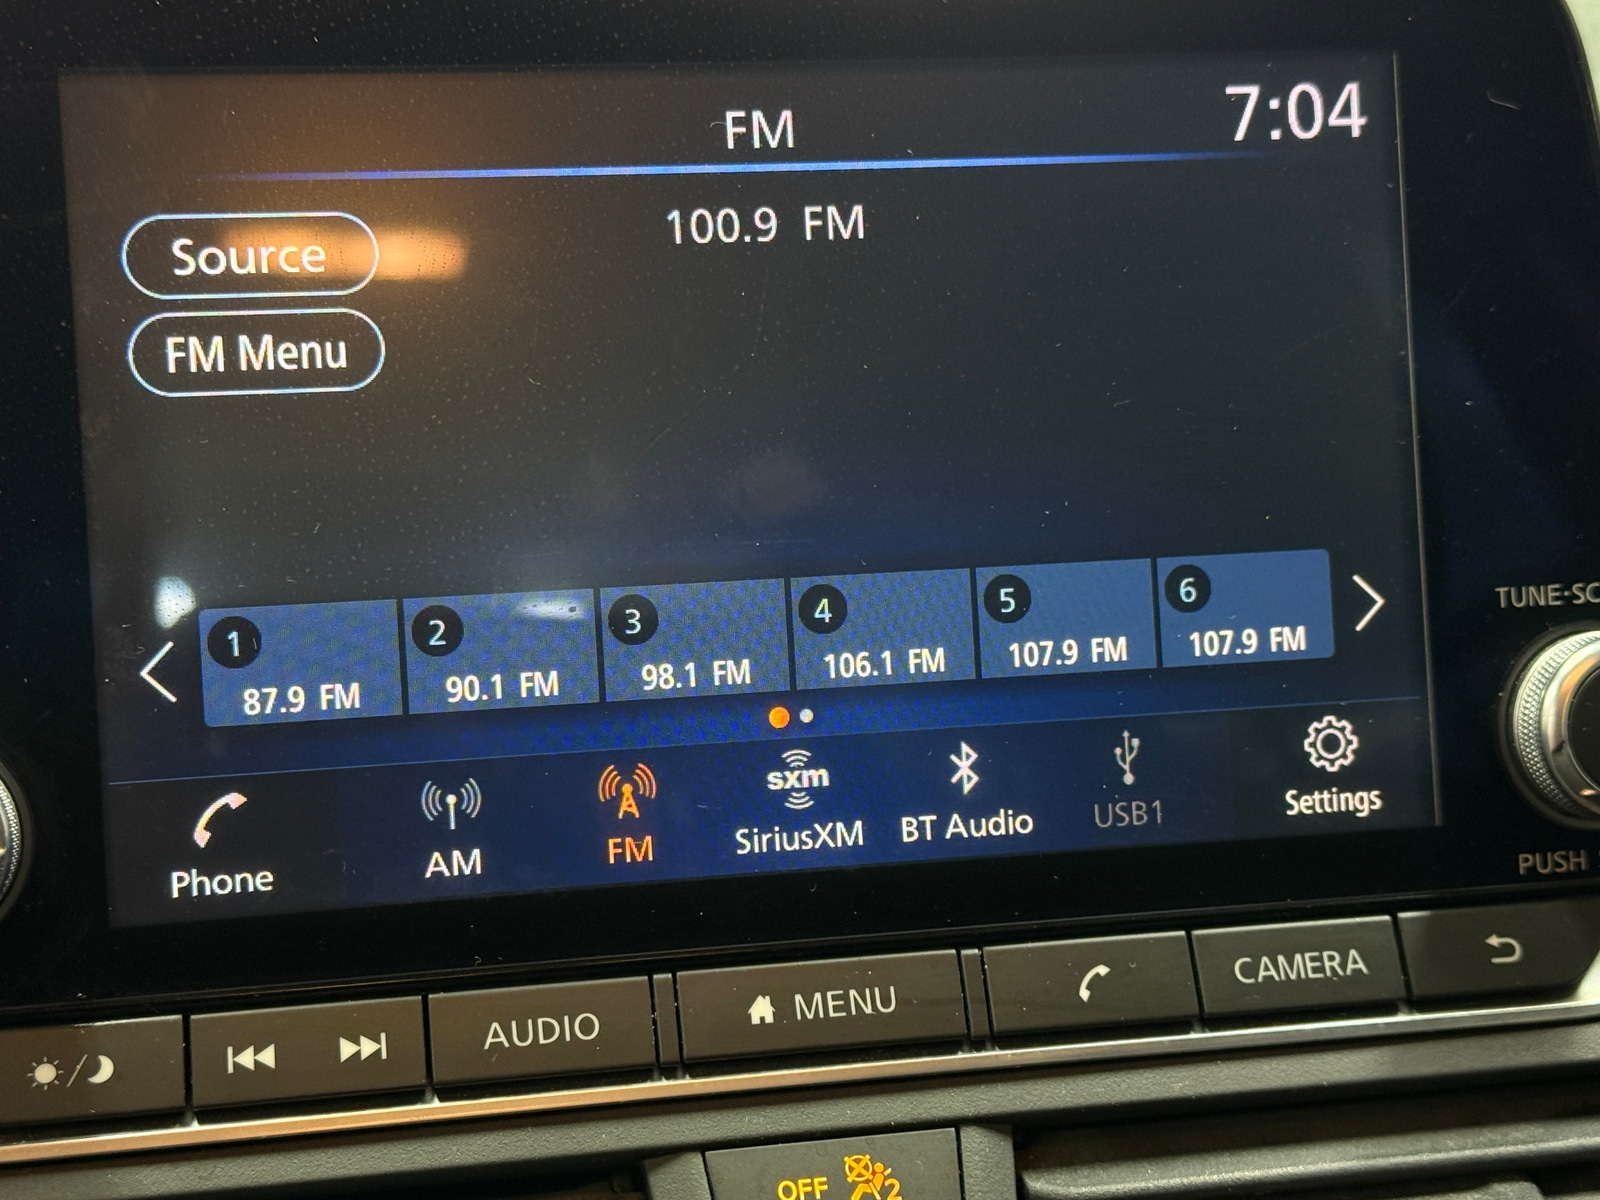 FM
7:04
100.9 FM
Source
FM Menu
1
87.9 FM
2
90.1 FM
3
98.1 FM
4
106.1 FM
5
107.9 FM
6
107.9 FM
Phone
AM
FM
sxm
SiriusXM
BT Audio
USB1
Settings
TUNE·SC
PUSH
AUDIO
MENU
CAMERA
OFF
2